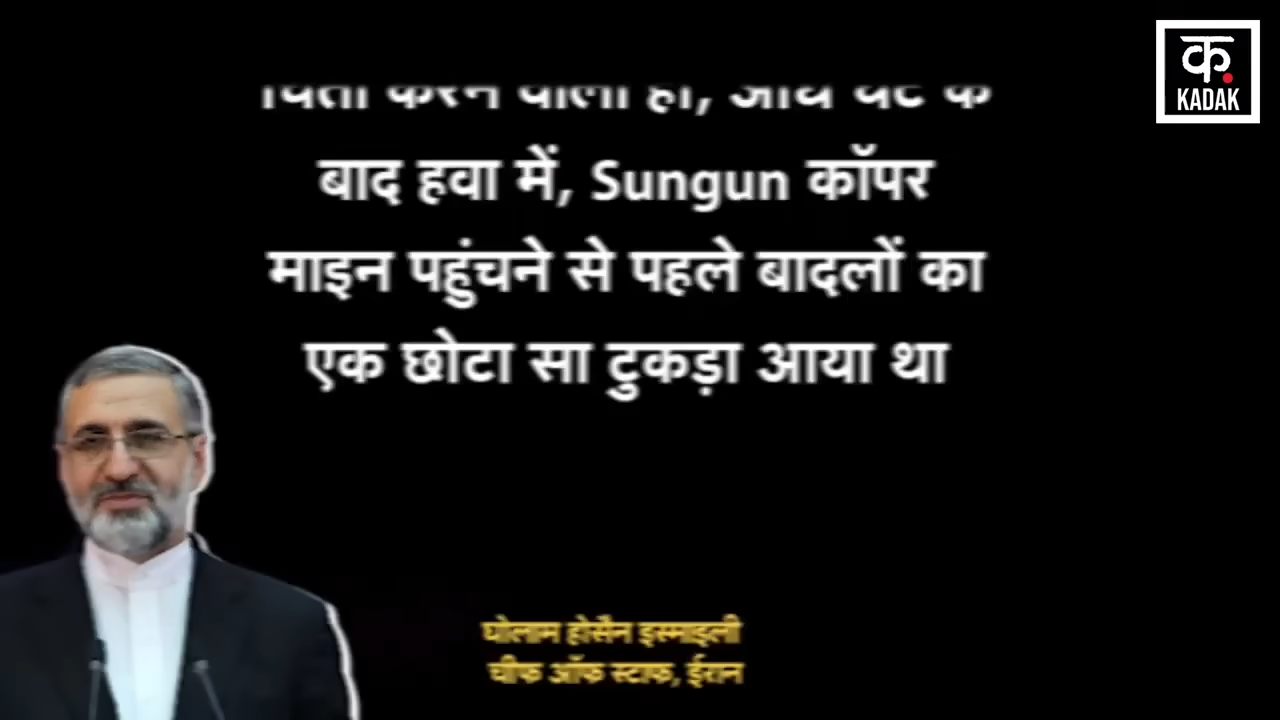 बाद हवा में, Sungun कॉपर
माइन पहुंचने से पहले बादलों का
एक छोटा सा टुकड़ा आया था
घोलाम होसैन इस्माइली
चीफ ऑफ स्टाफ, ईरान
क.
KADAK